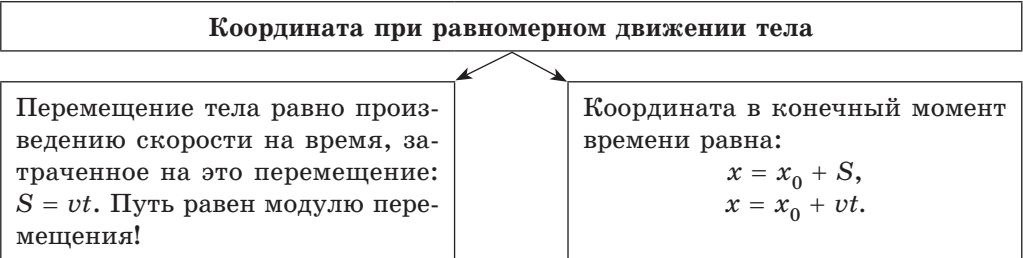 Координата при равномерном движении тела
Перемещение тела равно произ-
ведению скорости на время, за-
траченное на это перемещение:
S = vt. Путь равен модулю пере-
мещения!
Координата в конечный момент
времени равна:
x = x₀ + S,
x = x₀ + vt.